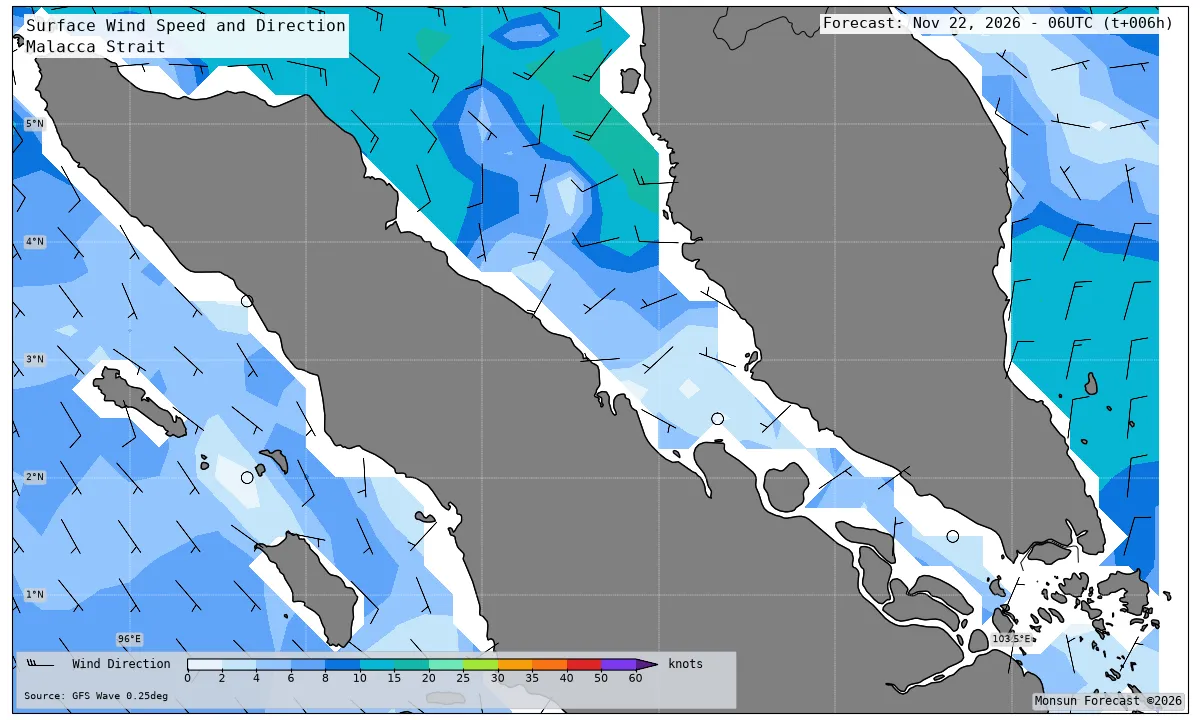 Surface Wind Speed and Direction
Malacca Strait
Forecast: Nov 22, 2026 - 06UTC (t+006h)
5°N
4°N
3°N
2°N
1°N
96°E
103.5°E
Wind Direction
0 2 4 6 8 10 15 20 25 30 35 40 50 60
knots
Source: GFS Wave 0.25deg
Monsun Forecast ©2026